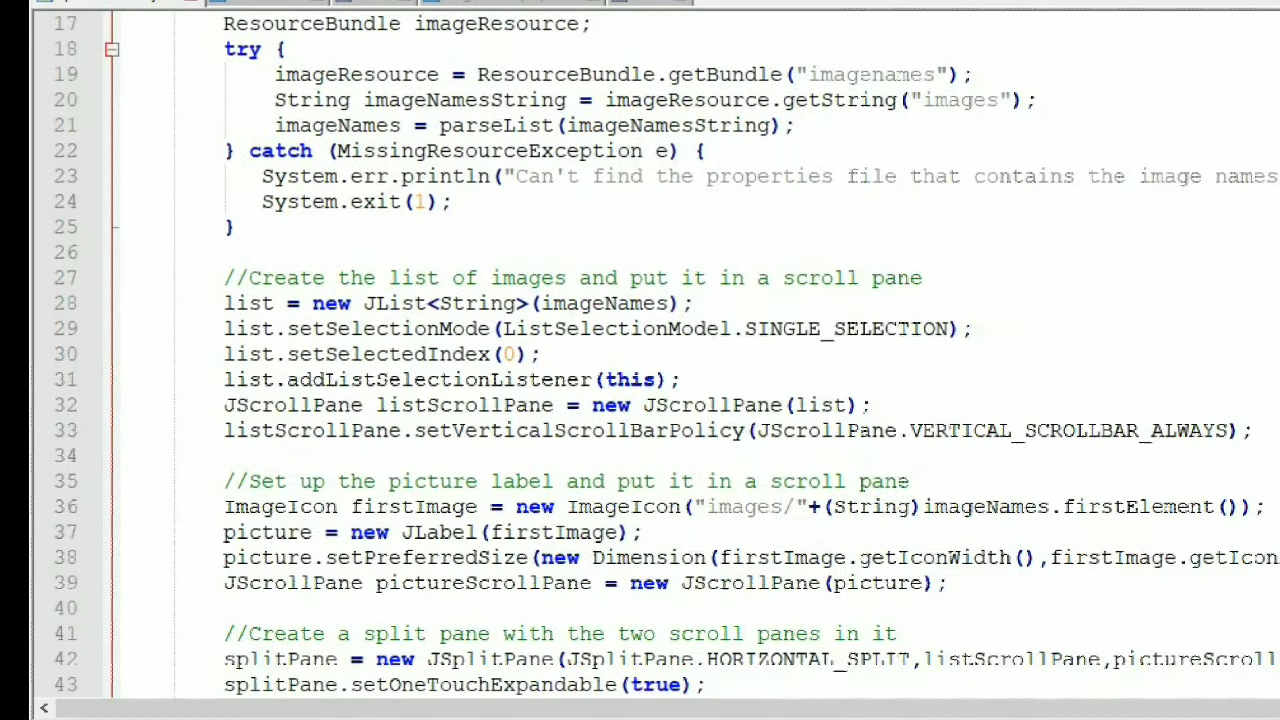 17 ResourceBundle imageResource;
18 try {
19 imageResource = ResourceBundle.getBundle("imagenames");
20 String imageNamesString = imageResource.getString("images");
21 imageNames = parseList(imageNamesString);
22 } catch (MissingResourceException e) {
23 System.err.println("Can't find the properties file that contains the image names
24 System.exit(1);
25 }
26
27 //Create the list of images and put it in a scroll pane
28 list = new JList<String>(imageNames);
29 list.setSelectionMode(ListSelectionModel.SINGLE_SELECTION);
30 list.setSelectedIndex(0);
31 list.addListSelectionListener(this);
32 JScrollPane listScrollPane = new JScrollPane(list);
33 listScrollPane.setVerticalScrollBarPolicy(JScrollPane.VERTICAL_SCROLLBAR_ALWAYS);
34
35 //Set up the picture label and put it in a scroll pane
36 ImageIcon firstImage = new ImageIcon("images/"+(String)imageNames.firstElement());
37 picture = new JLabel(firstImage);
38 picture.setPreferredSize(new Dimension(firstImage.getIconWidth(),firstImage.getIcon
39 JScrollPane pictureScrollPane = new JScrollPane(picture);
40
41 //Create a split pane with the two scroll panes in it
42 splitPane = new JSplitPane(JSplitPane.HORIZONTAL_SPLIT,listScrollPane,pictureScroll
43 splitPane.setOneTouchExpandable(true);